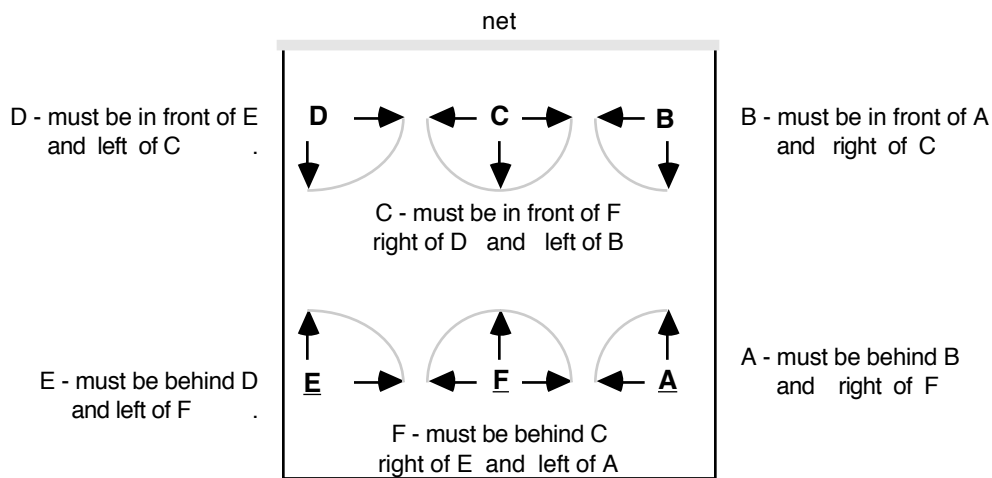 net
D - must be in front of E
and left of C .
D
C
B
B - must be in front of A
and right of C
C - must be in front of F
right of D and left of B
E - must be behind D
and left of F .
E
F
A
A - must be behind B
and right of F
F - must be behind C
right of E and left of A